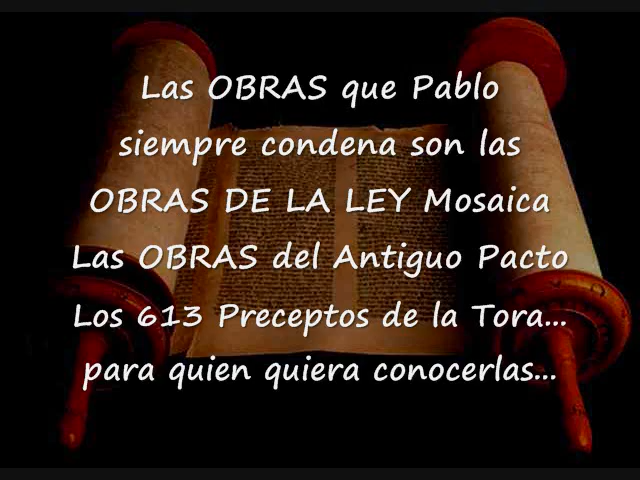 Las OBRAS que Pablo
siempre condena son las
OBRAS DE LA LEY Mosaica
Las OBRAS del Antiguo Pacto
Los 613 Preceptos de la Tora...
para quien quiera conocerlas...